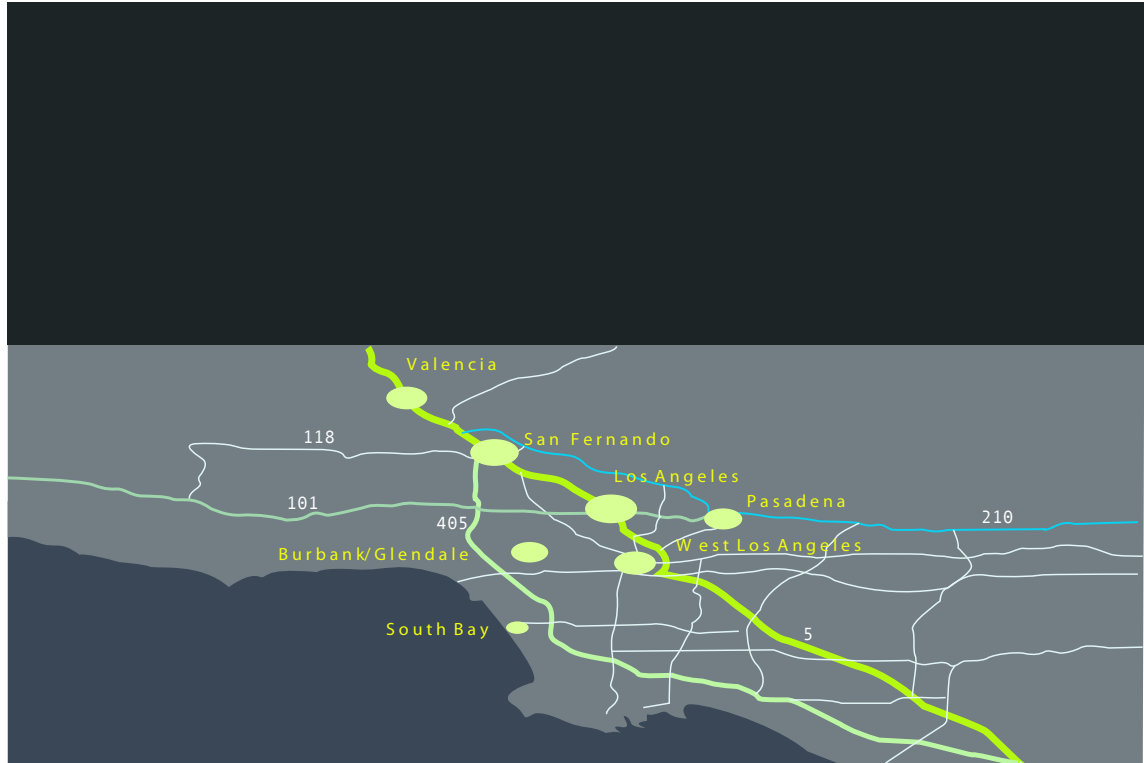 Valencia
118
San Fernando
Los Angeles
101
Pasadena
405
210
Burbank/Glendale
West Los Angeles
South Bay
5